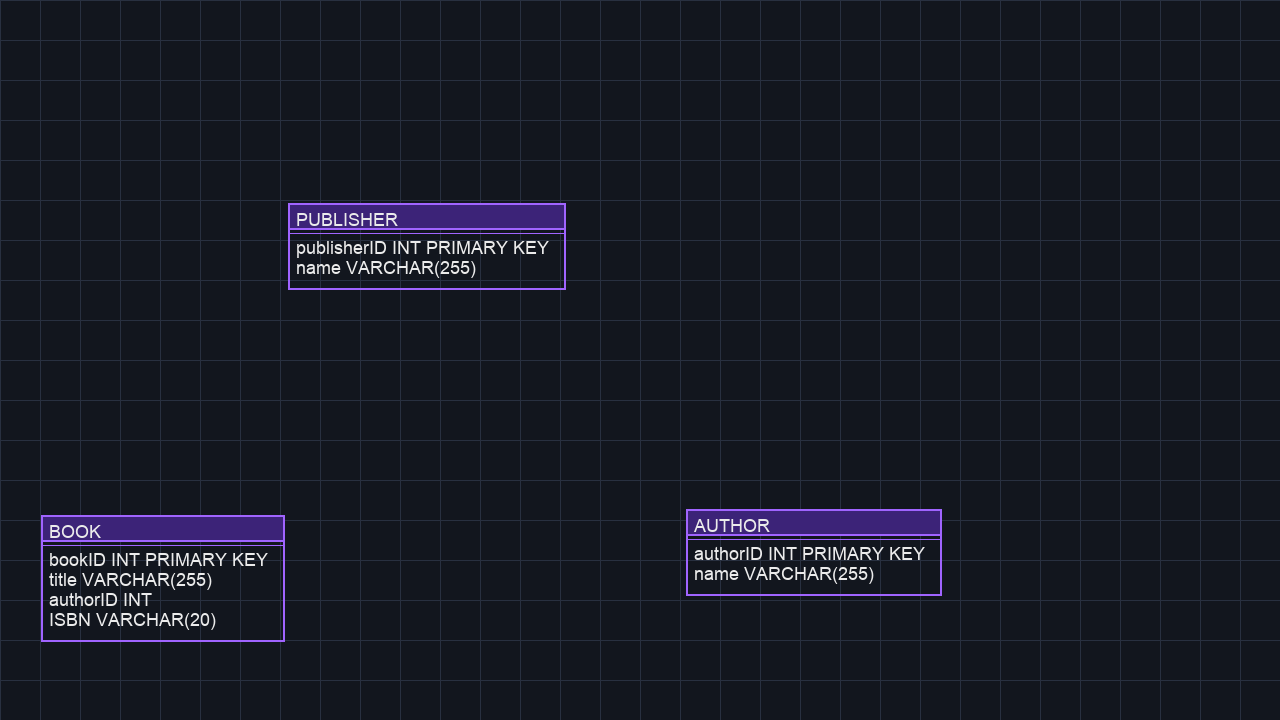 PUBLISHER
publisherID INT PRIMARY KEY
name VARCHAR(255)
BOOK
bookID INT PRIMARY KEY
title VARCHAR(255)
authorID INT
ISBN VARCHAR(20)
AUTHOR
authorID INT PRIMARY KEY
name VARCHAR(255)